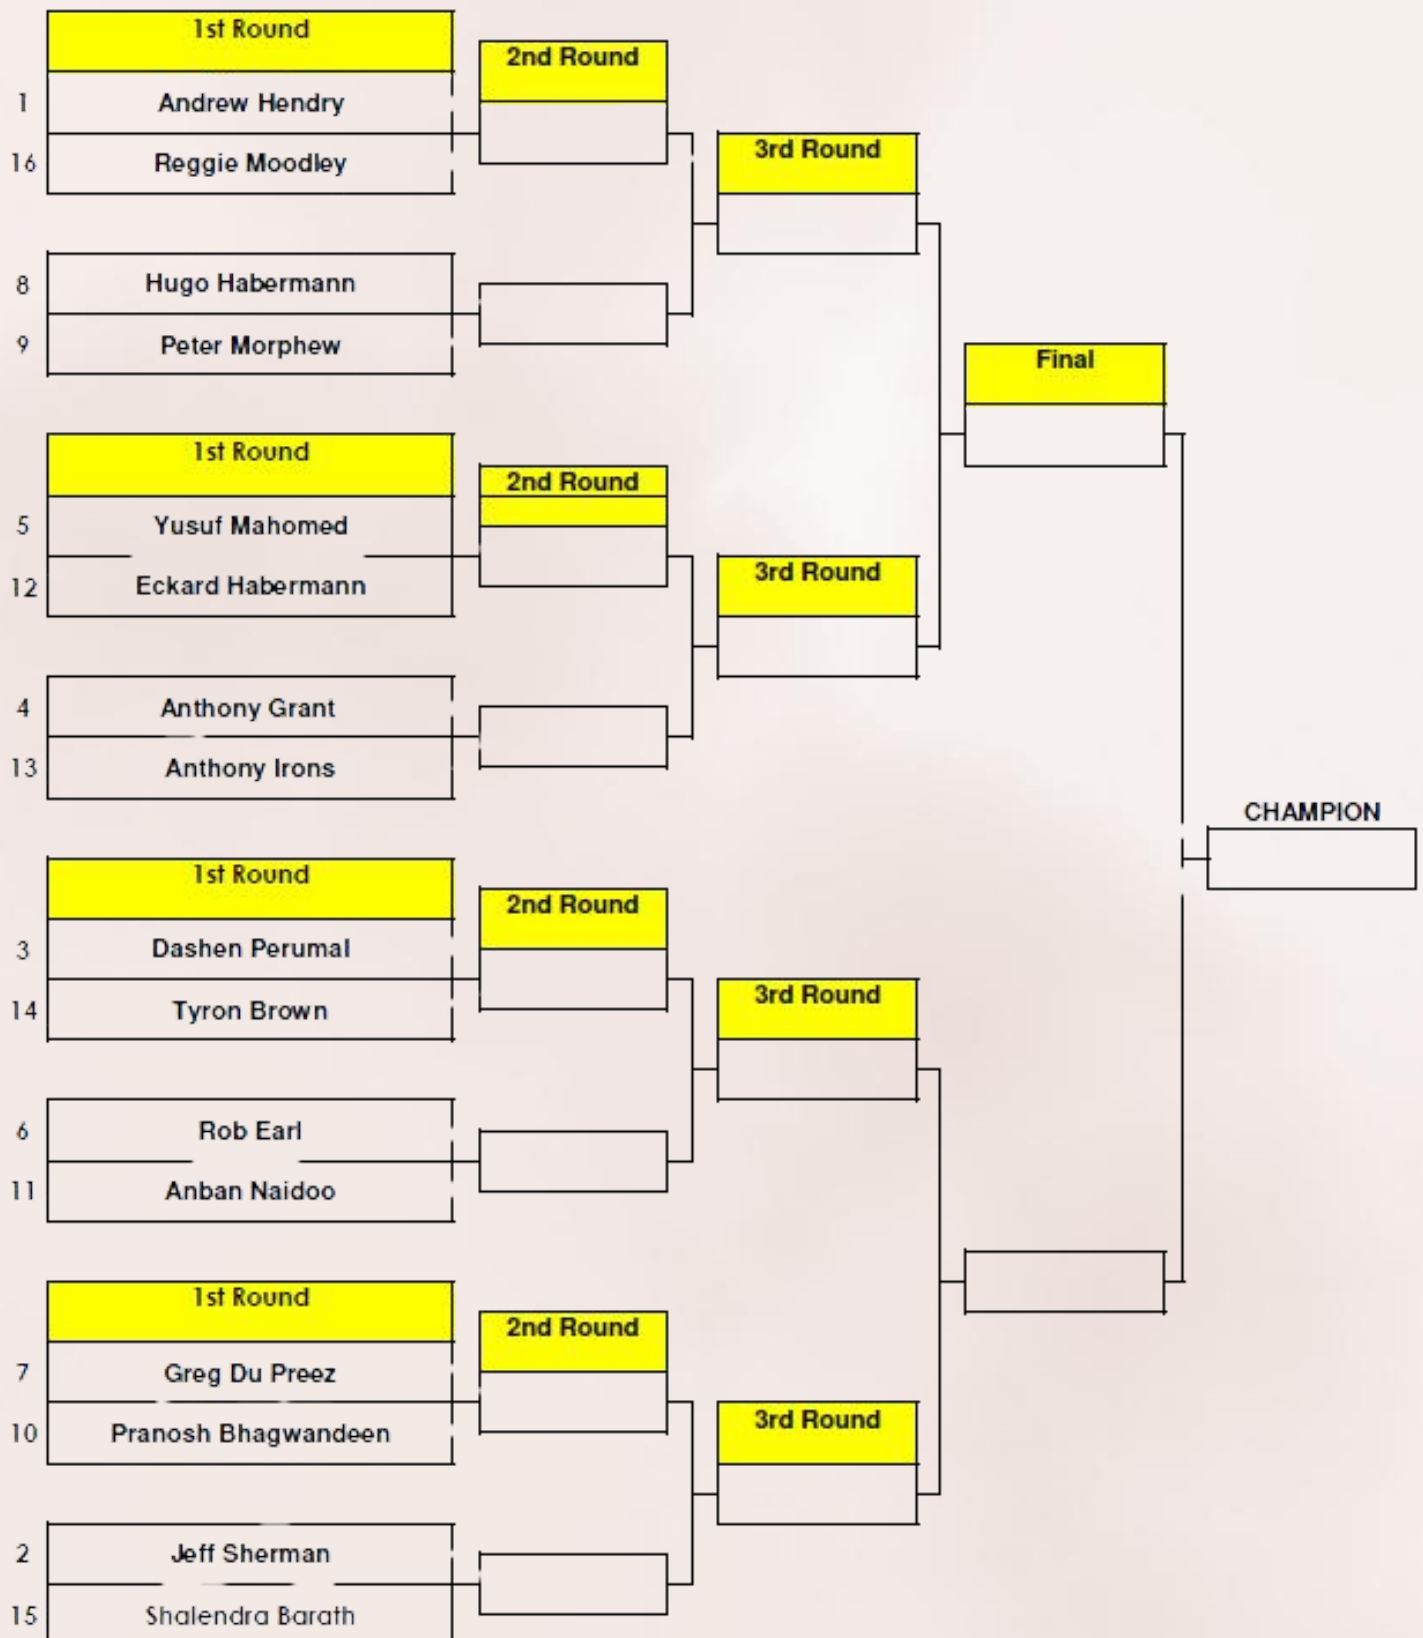 1st Round
1 Andrew Hendry
16 Reggie Moodley
8 Hugo Habermann
9 Peter Morphew
1st Round
5 Yusuf Mahomed
12 Eckard Habermann
4 Anthony Grant
13 Anthony Irons
1st Round
3 Dashen Perumal
14 Tyron Brown
6 Rob Earl
11 Anban Naidoo
1st Round
7 Greg Du Preez
10 Pranosh Bhagwandeen
2 Jeff Sherman
15 Shalendra Barath
2nd Round
2nd Round
2nd Round
2nd Round
3rd Round
3rd Round
3rd Round
3rd Round
Final
CHAMPION